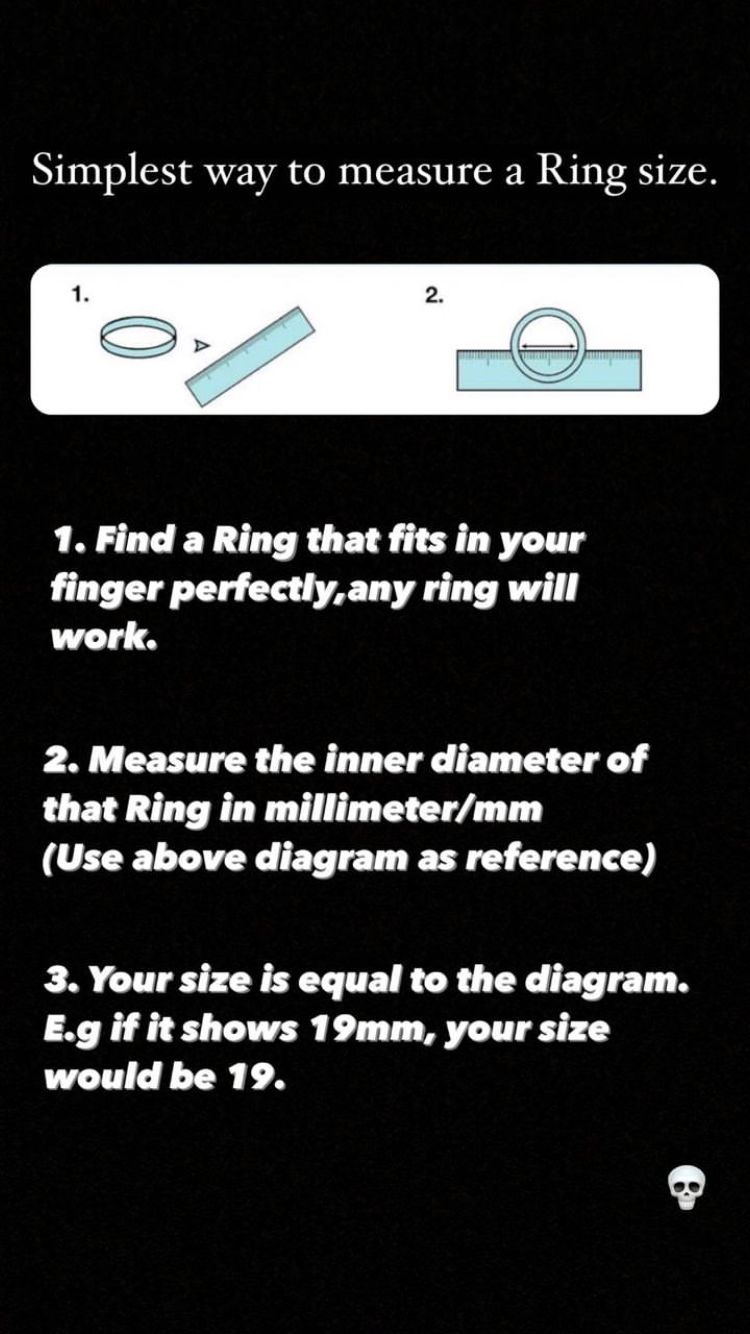 Simplest way to measure a Ring size.
1.
2.
1. Find a Ring that fits in your
finger perfectly,any ring will
work.
2. Measure the inner diameter of
that Ring in millimeter/mm
(Use above diagram as reference)
3. Your size is equal to the diagram.
E.g if it shows 19mm, your size
would be 19.